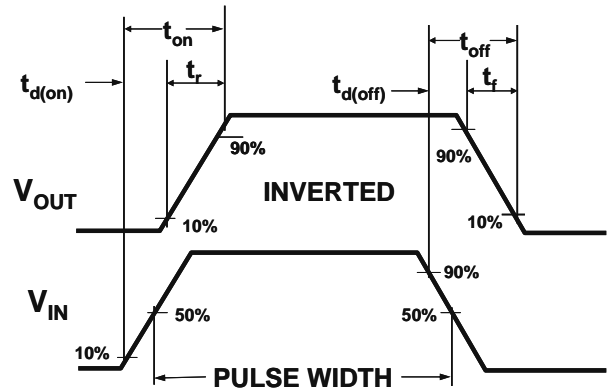 t_on
t_d(on)
t_r
t_off
t_d(off)
t_f
90%
90%
V_OUT
INVERTED
10%
10%
90%
V_IN
50%
50%
10%
PULSE WIDTH